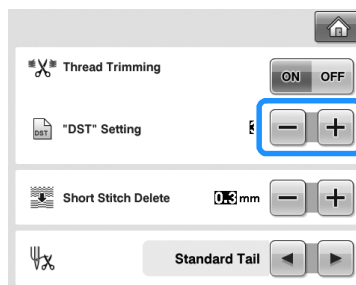 Thread Trimming
ON OFF
DST
"DST" Setting
Short Stitch Delete
0.3 mm
Standard Tail